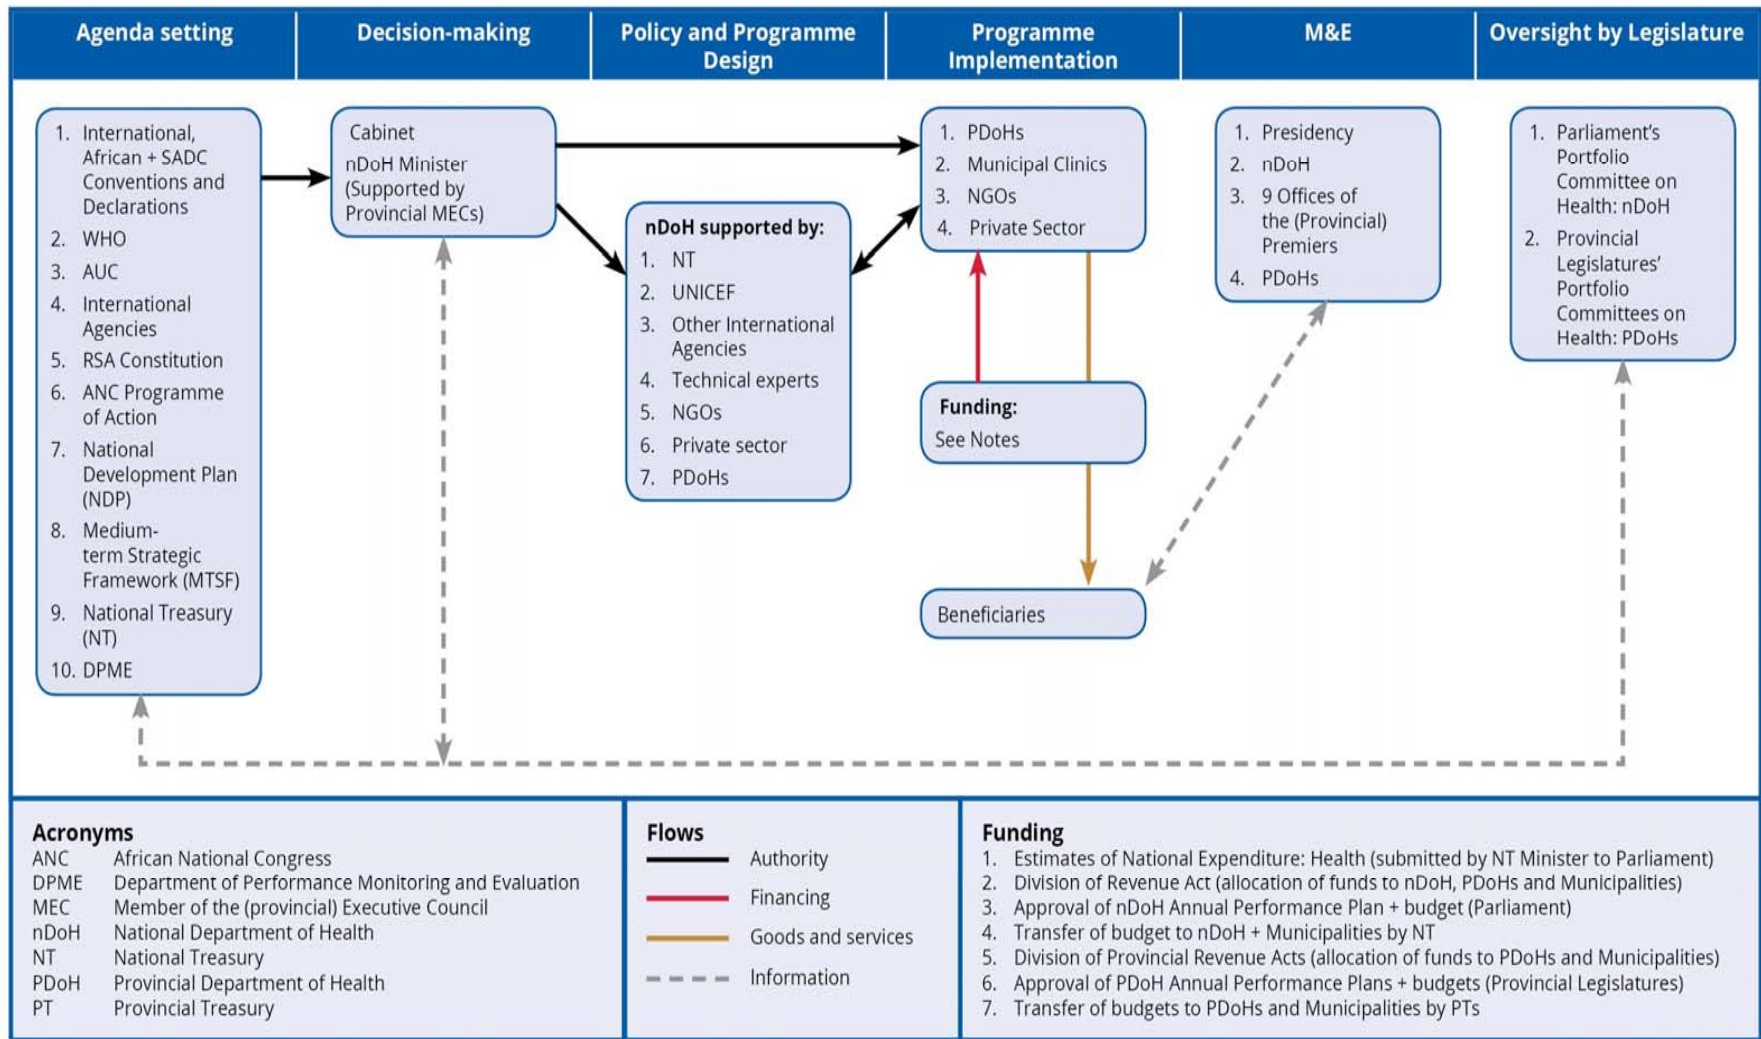 Agenda setting
Decision-making
Policy and Programme
Design
Programme
Implementation
M&E
Oversight by Legislature
1. International,
African + SADC
Conventions and
Declarations
2. WHO
3. AUC
4. International
Agencies
5. RSA Constitution
6. ANC Programme
of Action
7. National
Development Plan
(NDP)
8. Medium-
term Strategic
Framework (MTSF)
9. National Treasury
(NT)
10. DPME
Cabinet
nDoH Minister
(Supported by
Provincial MECs)
nDoH supported by:
1. NT
2. UNICEF
3. Other International
Agencies
4. Technical experts
5. NGOs
6. Private sector
7. PDoHs
1. PDoHs
2. Municipal Clinics
3. NGOs
4. Private Sector
Funding:
See Notes
Beneficiaries
1. Presidency
2. nDoH
3. 9 Offices of
the (Provincial)
Premiers
4. PDoHs
1. Parliament’s
Portfolio
Committee on
Health: nDoH
2. Provincial
Legislatures’
Portfolio
Committees on
Health: PDoHs
Acronyms
ANC African National Congress
DPME Department of Performance Monitoring and Evaluation
MEC Member of the (provincial) Executive Council
nDoH National Department of Health
NT National Treasury
PDoH Provincial Department of Health
PT Provincial Treasury
Flows
Authority
Financing
Goods and services
Information
Funding
1. Estimates of National Expenditure: Health (submitted by NT Minister to Parliament)
2. Division of Revenue Act (allocation of funds to nDoH, PDoHs and Municipalities)
3. Approval of nDoH Annual Performance Plan + budget (Parliament)
4. Transfer of budget to nDoH + Municipalities by NT
5. Division of Provincial Revenue Acts (allocation of funds to PDoHs and Municipalities)
6. Approval of PDoH Annual Performance Plans + budgets (Provincial Legislatures)
7. Transfer of budgets to PDoHs and Municipalities by PTs